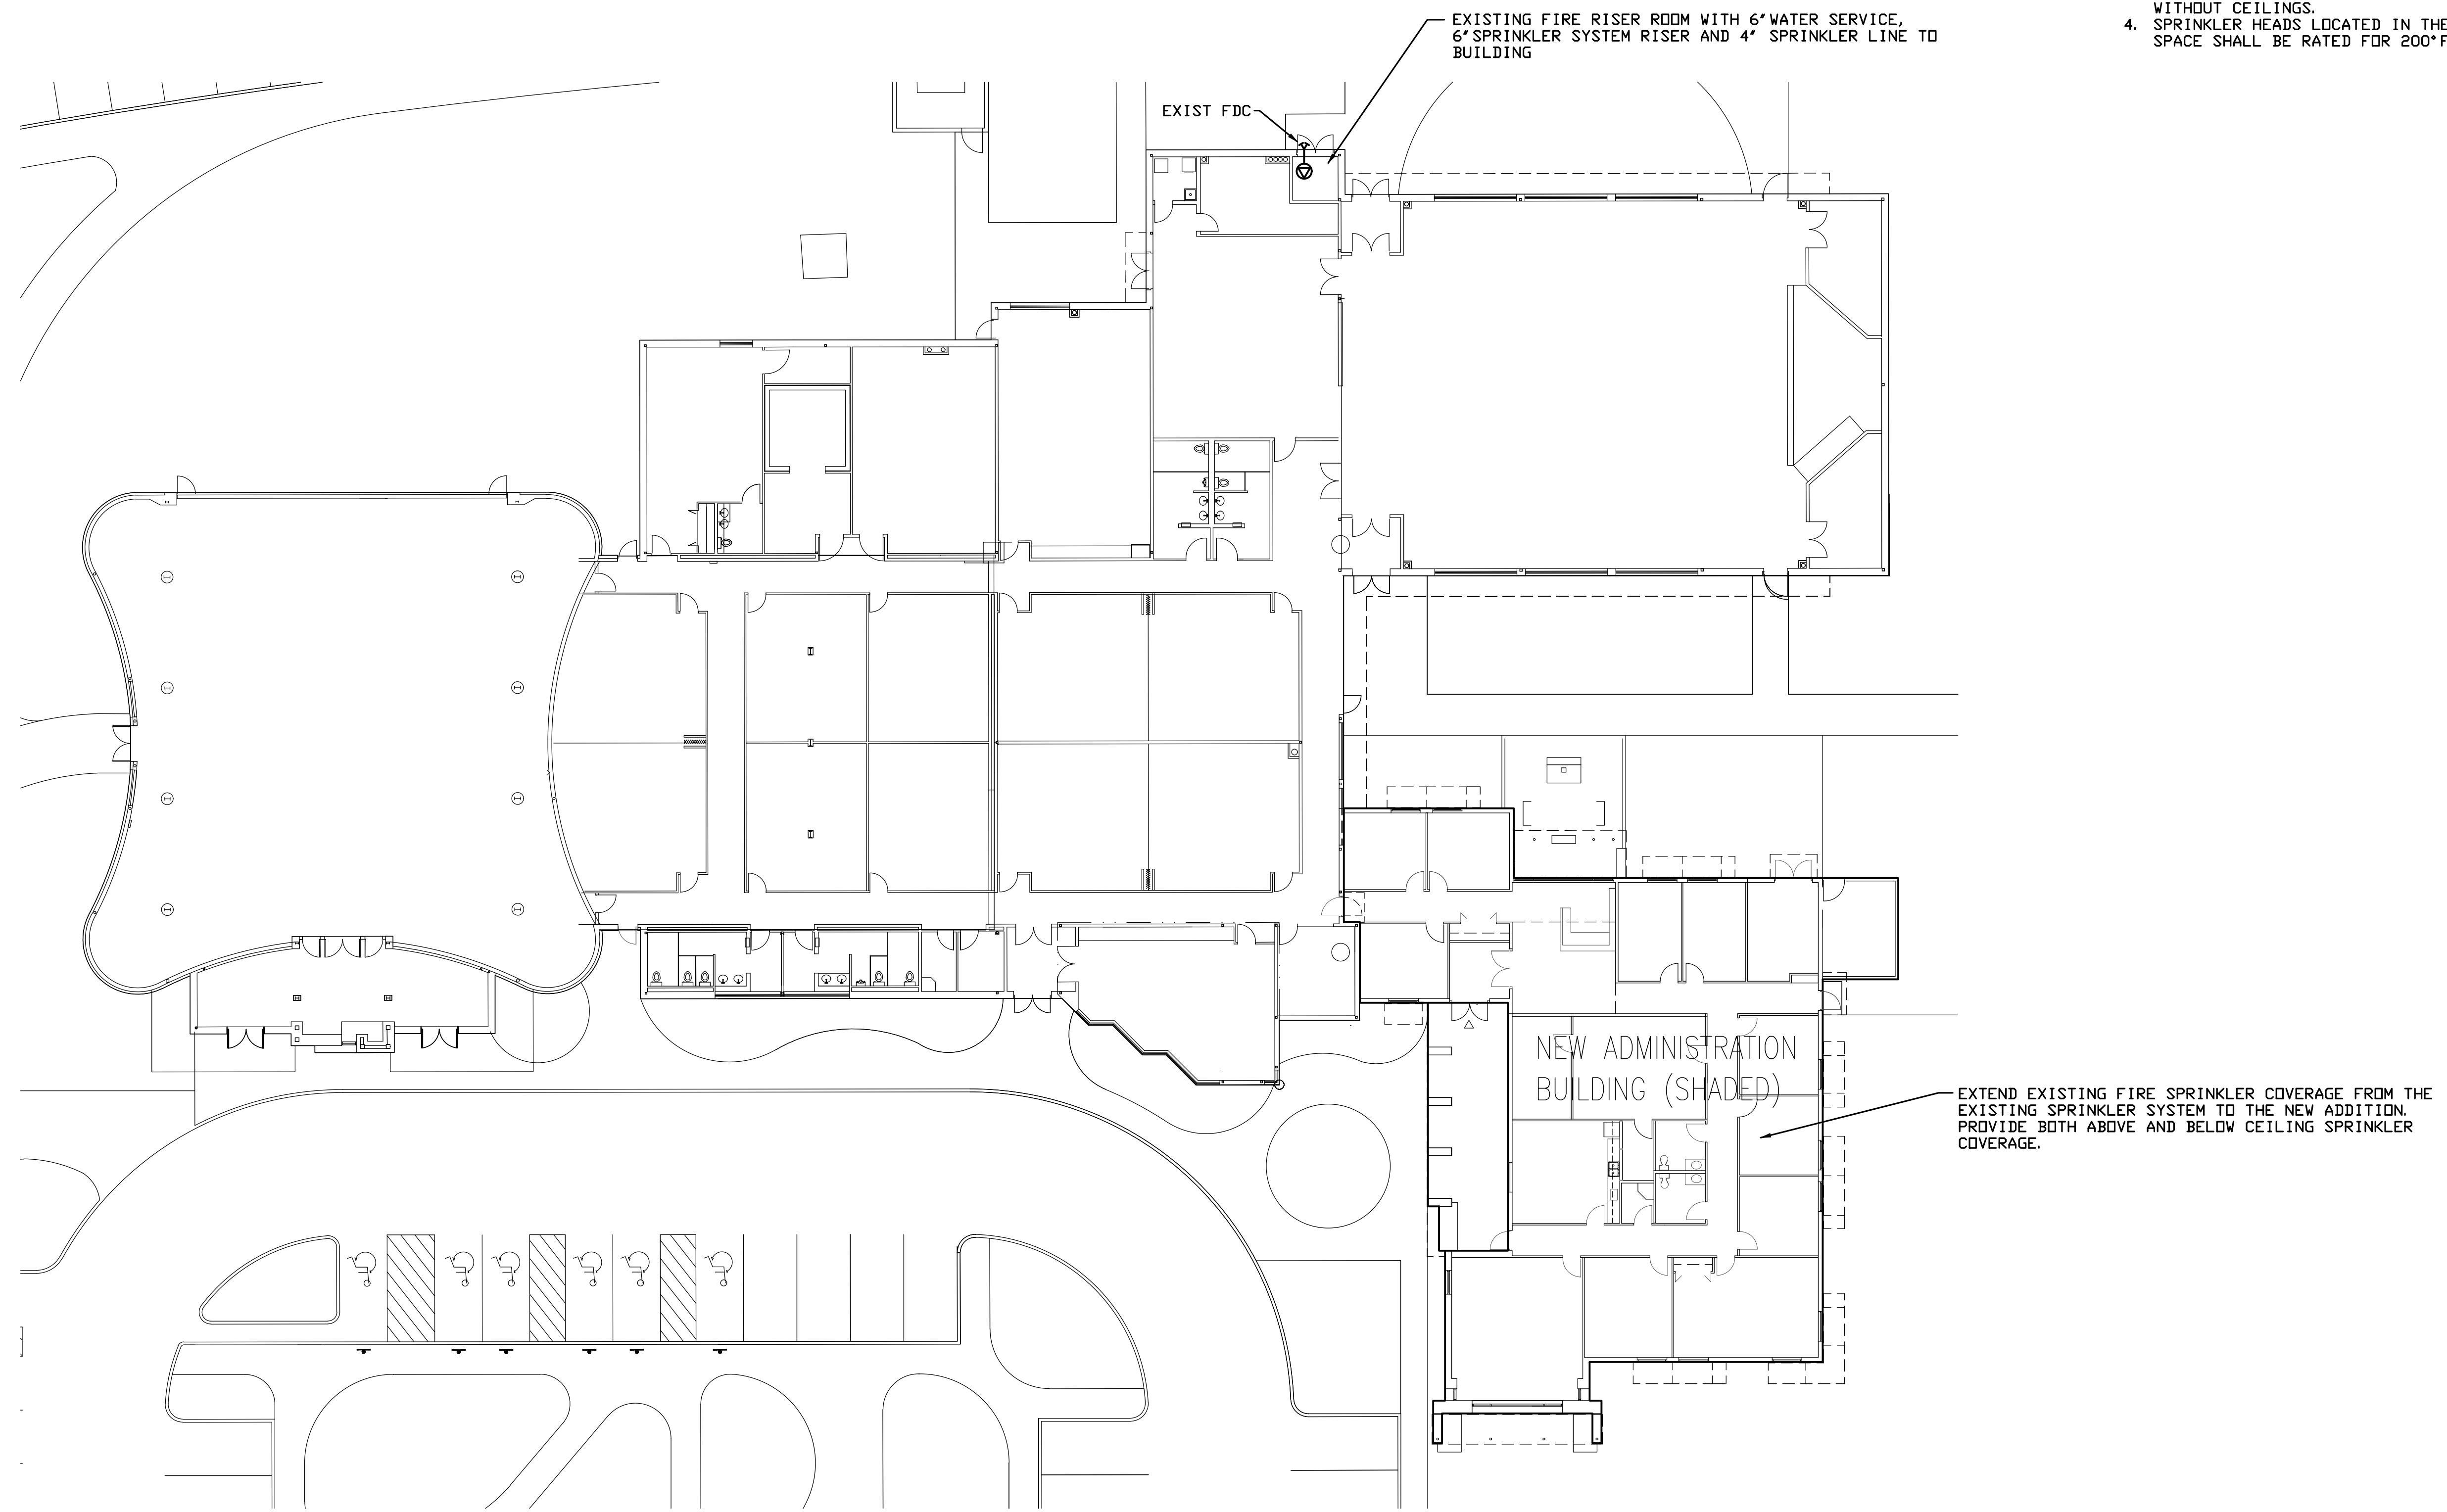 WITHOUT CEILINGS.
4. SPRINKLER HEADS LOCATED IN THE
SPACE SHALL BE RATED FOR 200°F
EXISTING FIRE RISER ROOM WITH 6" WATER SERVICE,
6" SPRINKLER SYSTEM RISER AND 4" SPRINKLER LINE TO
BUILDING
EXIST FDC
NEW ADMINISTRATION
BUILDING (SHADED)
EXTEND EXISTING FIRE SPRINKLER COVERAGE FROM THE
EXISTING SPRINKLER SYSTEM TO THE NEW ADDITION.
PROVIDE BOTH ABOVE AND BELOW CEILING SPRINKLER
COVERAGE.